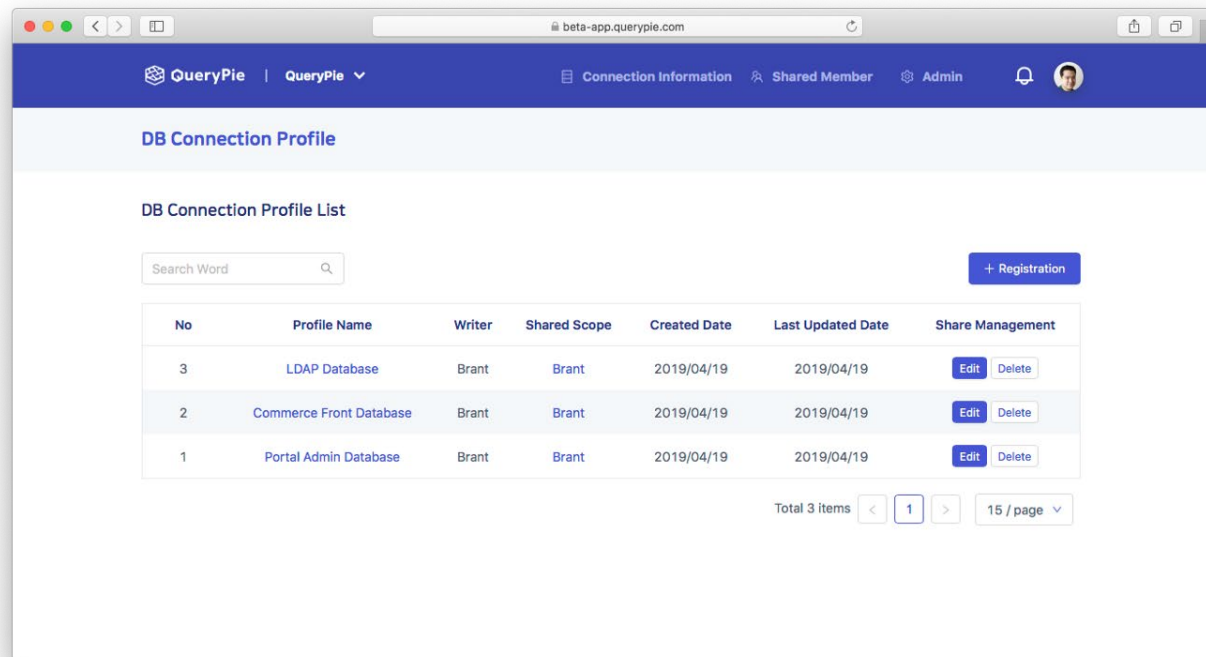 beta-app.querypie.com
QueryPie | QueryPie Connection Information Shared Member Admin
DB Connection Profile
DB Connection Profile List
Search Word + Registration
No Profile Name Writer Shared Scope Created Date Last Updated Date Share Management
3 LDAP Database Brant Brant 2019/04/19 2019/04/19 Edit Delete
2 Commerce Front Database Brant Brant 2019/04/19 2019/04/19 Edit Delete
1 Portal Admin Database Brant Brant 2019/04/19 2019/04/19 Edit Delete
Total 3 items < 1 > 15 / page